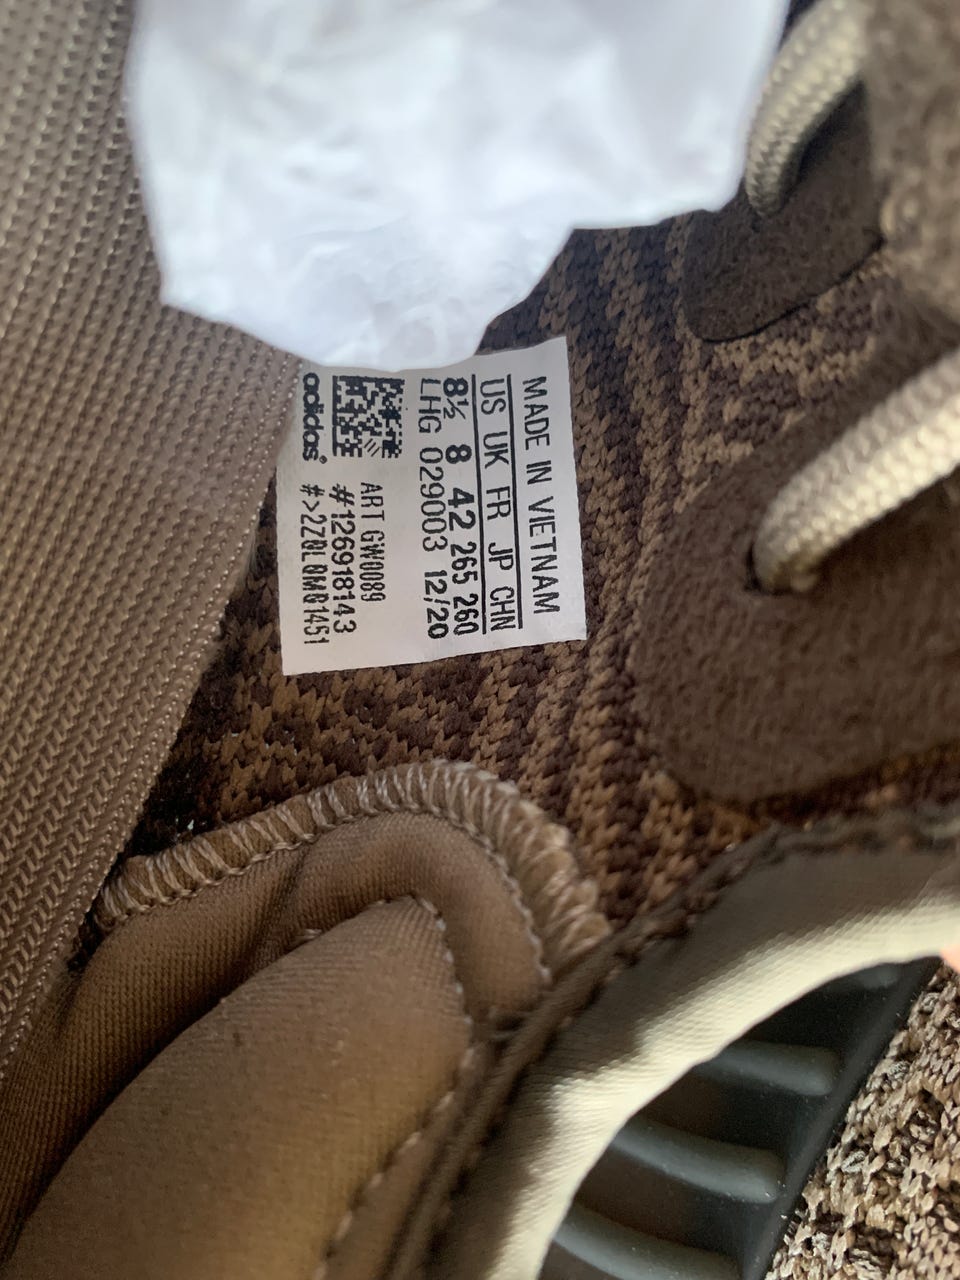 MADE IN VIETNAM
US UK FR JP CHN
8½ 8 42 265 260
LHG 029003 12/20
ART GW0089
#126918143
#>2ZQL0MQ1451
adidas